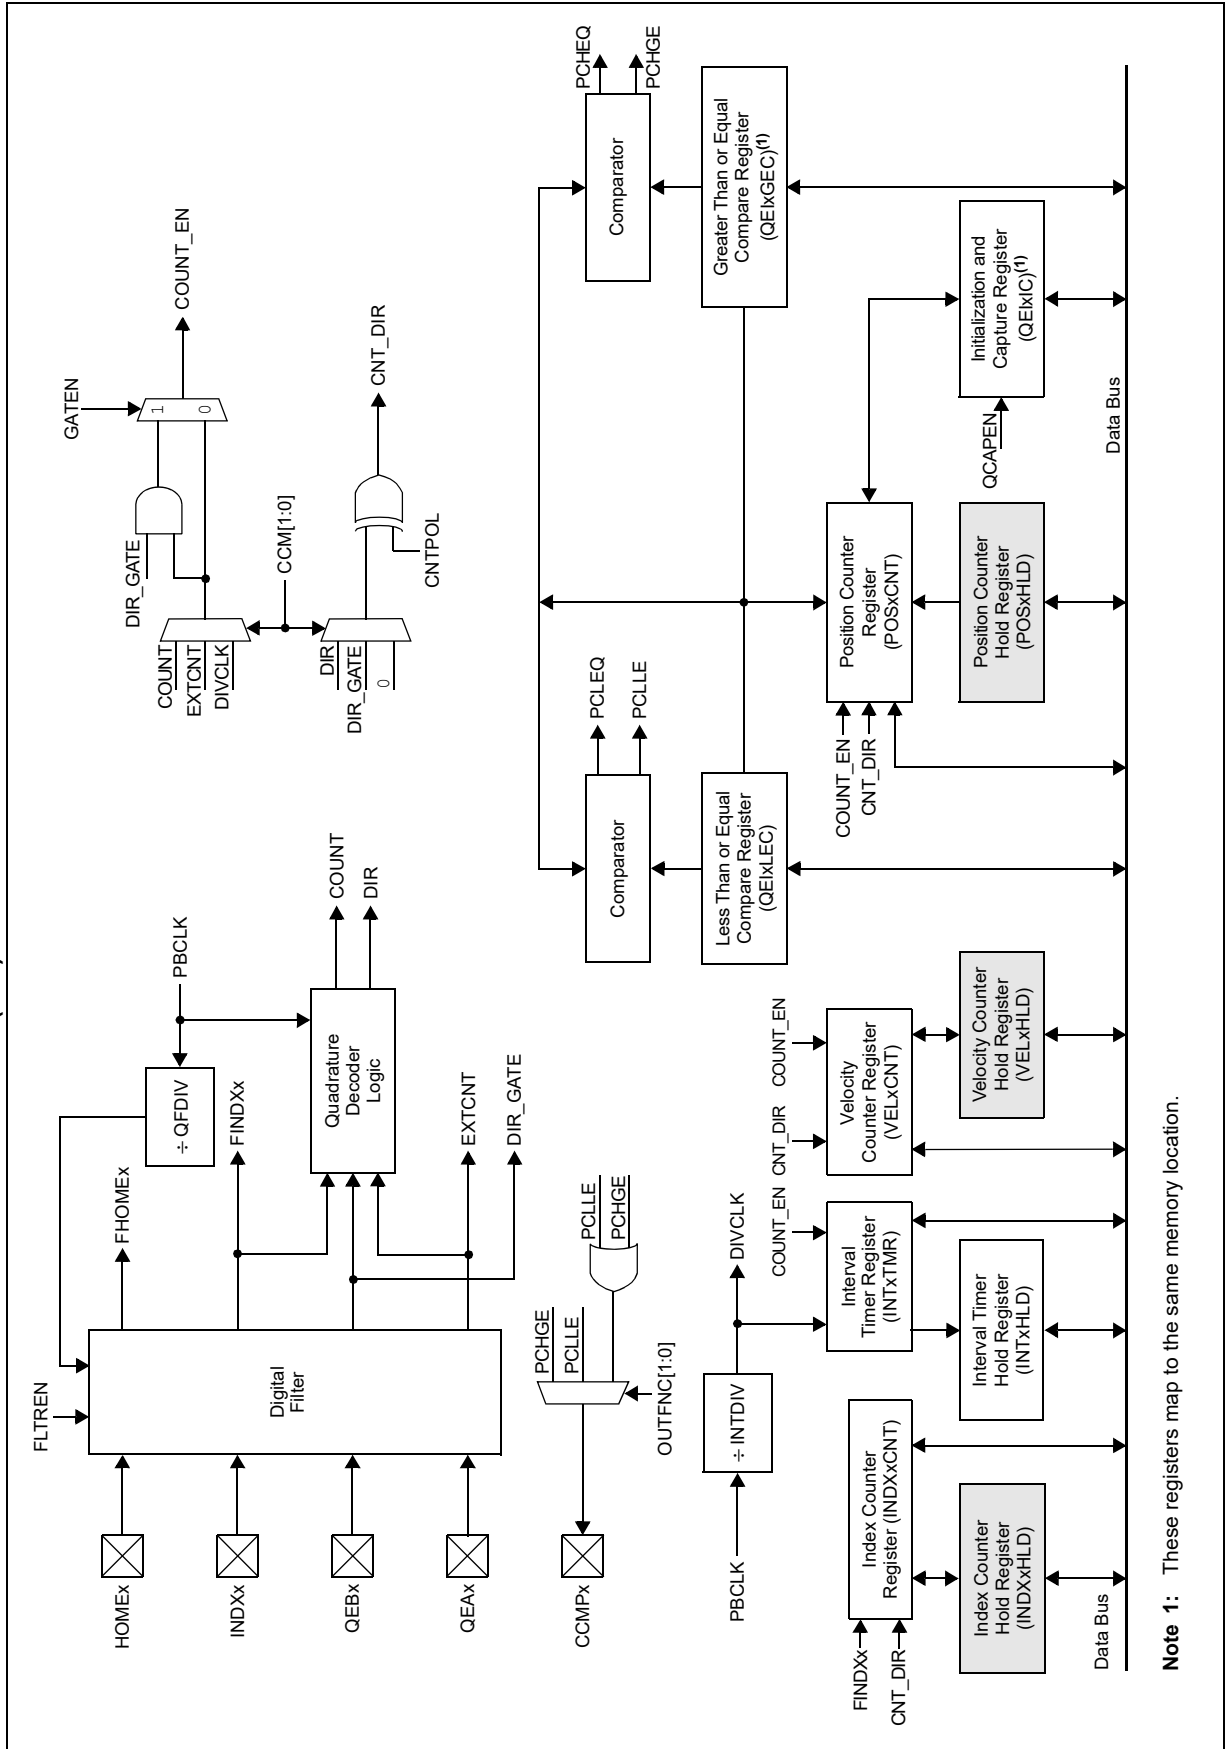 FLTREN
HOMEx
INDXx
QEBx
QEAx
Digital
Filter
FHOMEx
÷ QFDIV
PBCLK
FINDXx
Quadrature
Decoder
Logic
COUNT
DIR
EXTCNT
DIR_GATE
COUNT
EXTCNT
DIVCLK
DIR_GATE
GATEN
1
0
COUNT_EN
CCM[1:0]
DIR
DIR_GATE
0
CNTPOL
CNT_DIR
CCMPx
PCHGE
PCLLE
OUTFNC[1:0]
PCLLE
PCHGE
PBCLK
÷ INTDIV
DIVCLK
FINDXx
CNT_DIR
Index Counter
Register (INDXxCNT)
Index Counter
Hold Register
(INDXxHLD)
COUNT_EN
Interval
Timer Register
(INTxTMR)
Interval Timer
Hold Register
(INTxHLD)
CNT_DIR
COUNT_EN
Velocity
Counter Register
(VELxCNT)
Velocity Counter
Hold Register
(VELxHLD)
Comparator
PCLEQ
PCLLE
Less Than or Equal
Compare Register
(QEIxLEC)
COUNT_EN
CNT_DIR
Position Counter
Register
(POSxCNT)
Position Counter
Hold Register
(POSxHLD)
Comparator
PCHEQ
PCHGE
Greater Than or Equal
Compare Register
(QEIxGEC)(1)
QCAPEN
Initialization and
Capture Register
(QEIxIC)(1)
Data Bus
Data Bus
Note 1: These registers map to the same memory location.